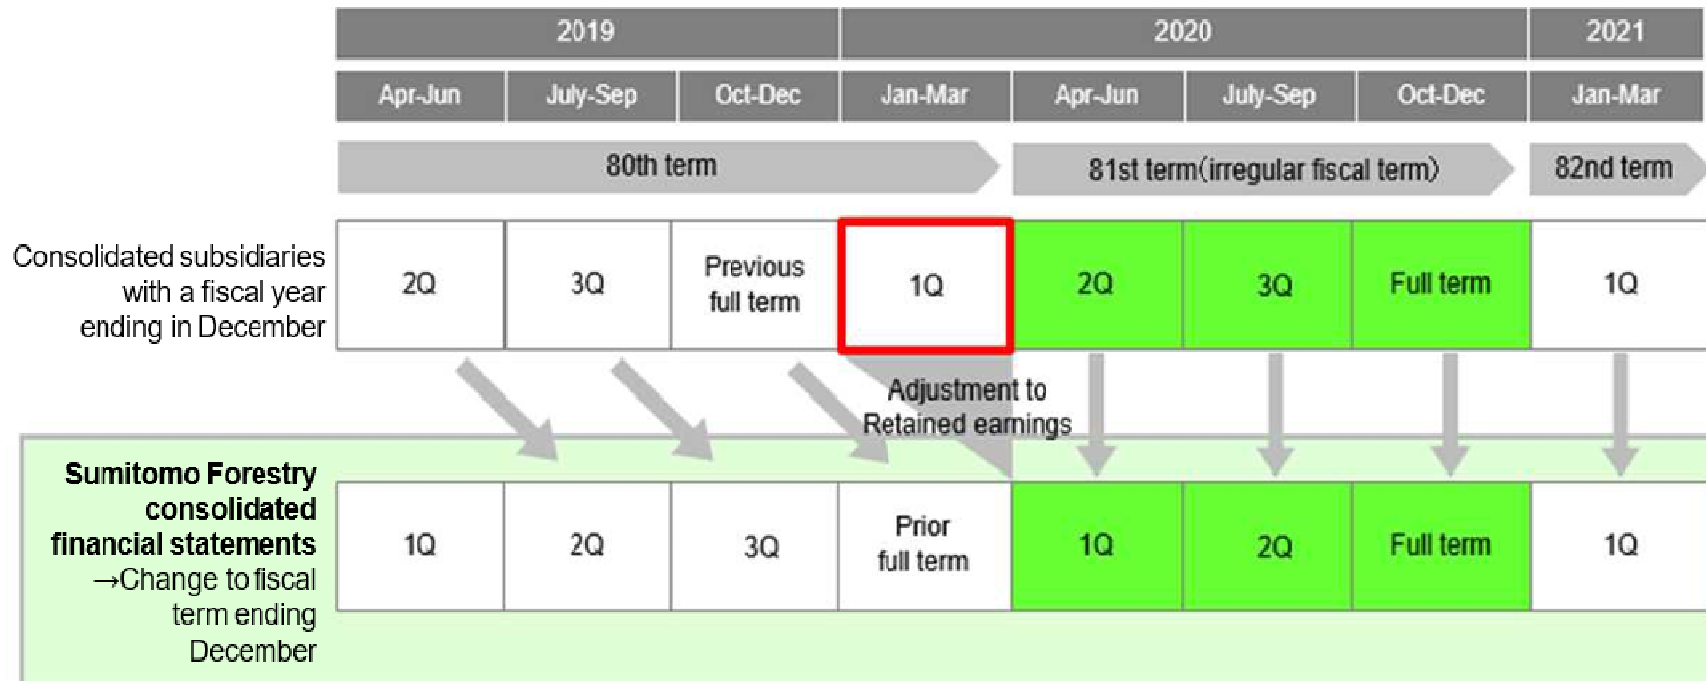 2019 2020 2021
Apr-Jun July-Sep Oct-Dec Jan-Mar Apr-Jun July-Sep Oct-Dec Jan-Mar
80th term 81st term(irregular fiscal term) 82nd term
Consolidated subsidiaries
with a fiscal year
ending in December
2Q 3Q Previous
full term 1Q 2Q 3Q Full term 1Q
Adjustment to
Retained earnings
Sumitomo Forestry
consolidated
financial statements
→Change to fiscal
term ending
December
1Q 2Q 3Q Prior
full term 1Q 2Q Full term 1Q